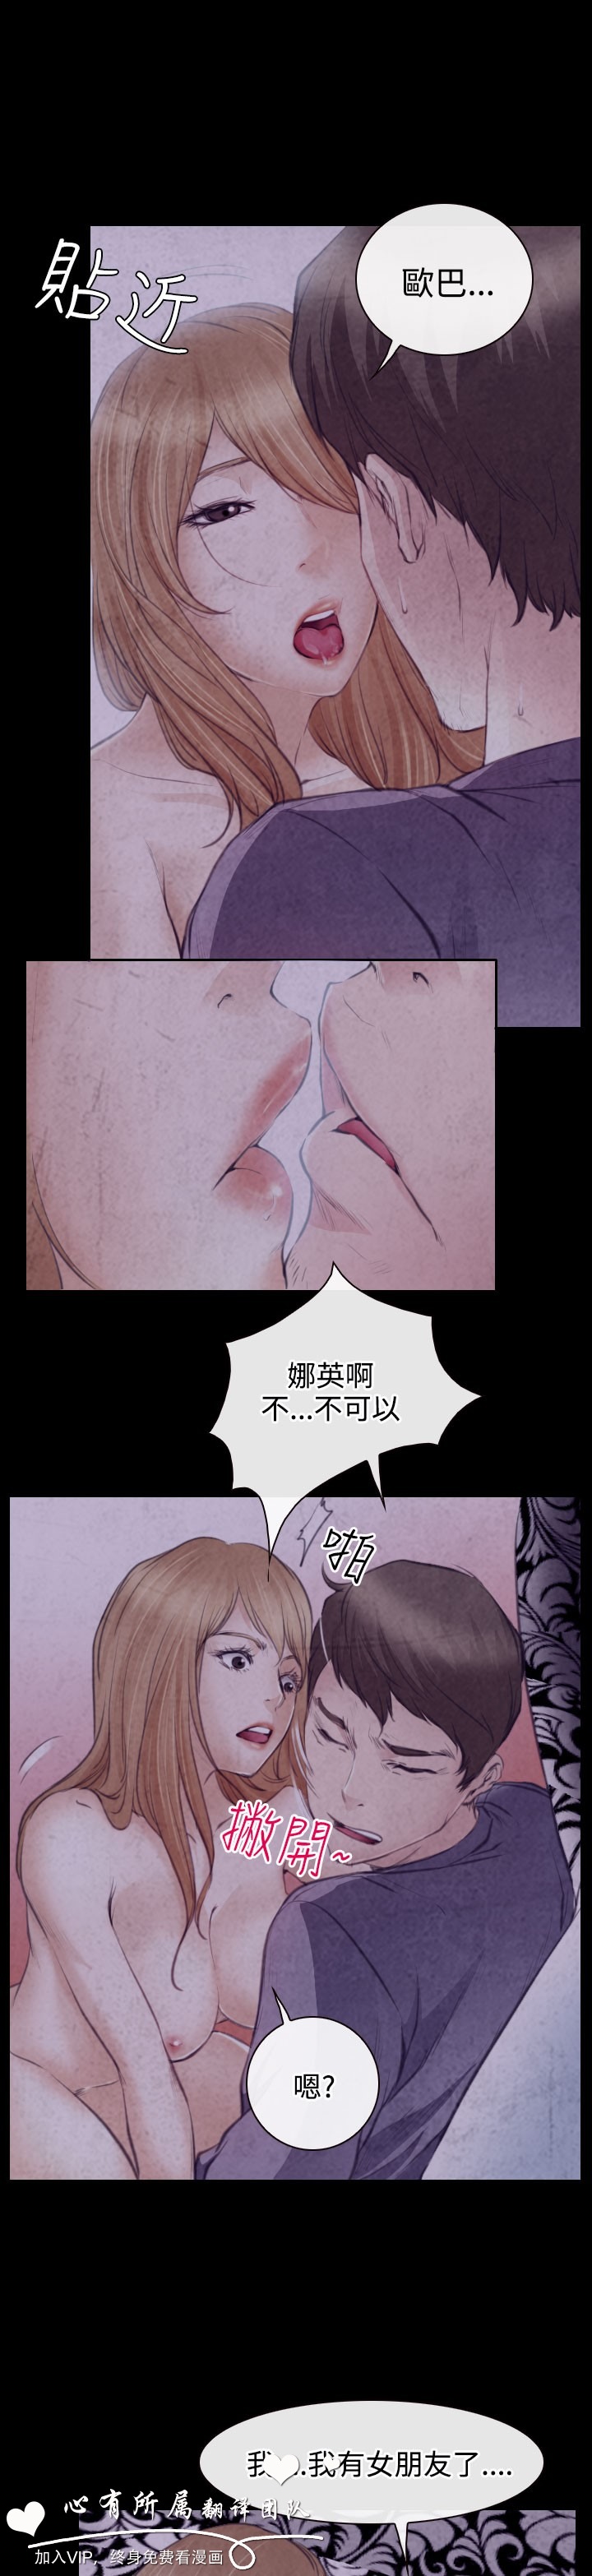 貼近
歐巴...
娜英啊
不...不可以
啪
撇開~
嗯?
我...我有女朋友了....
心有所属翻译团队
加入VIP，终身免费看漫画